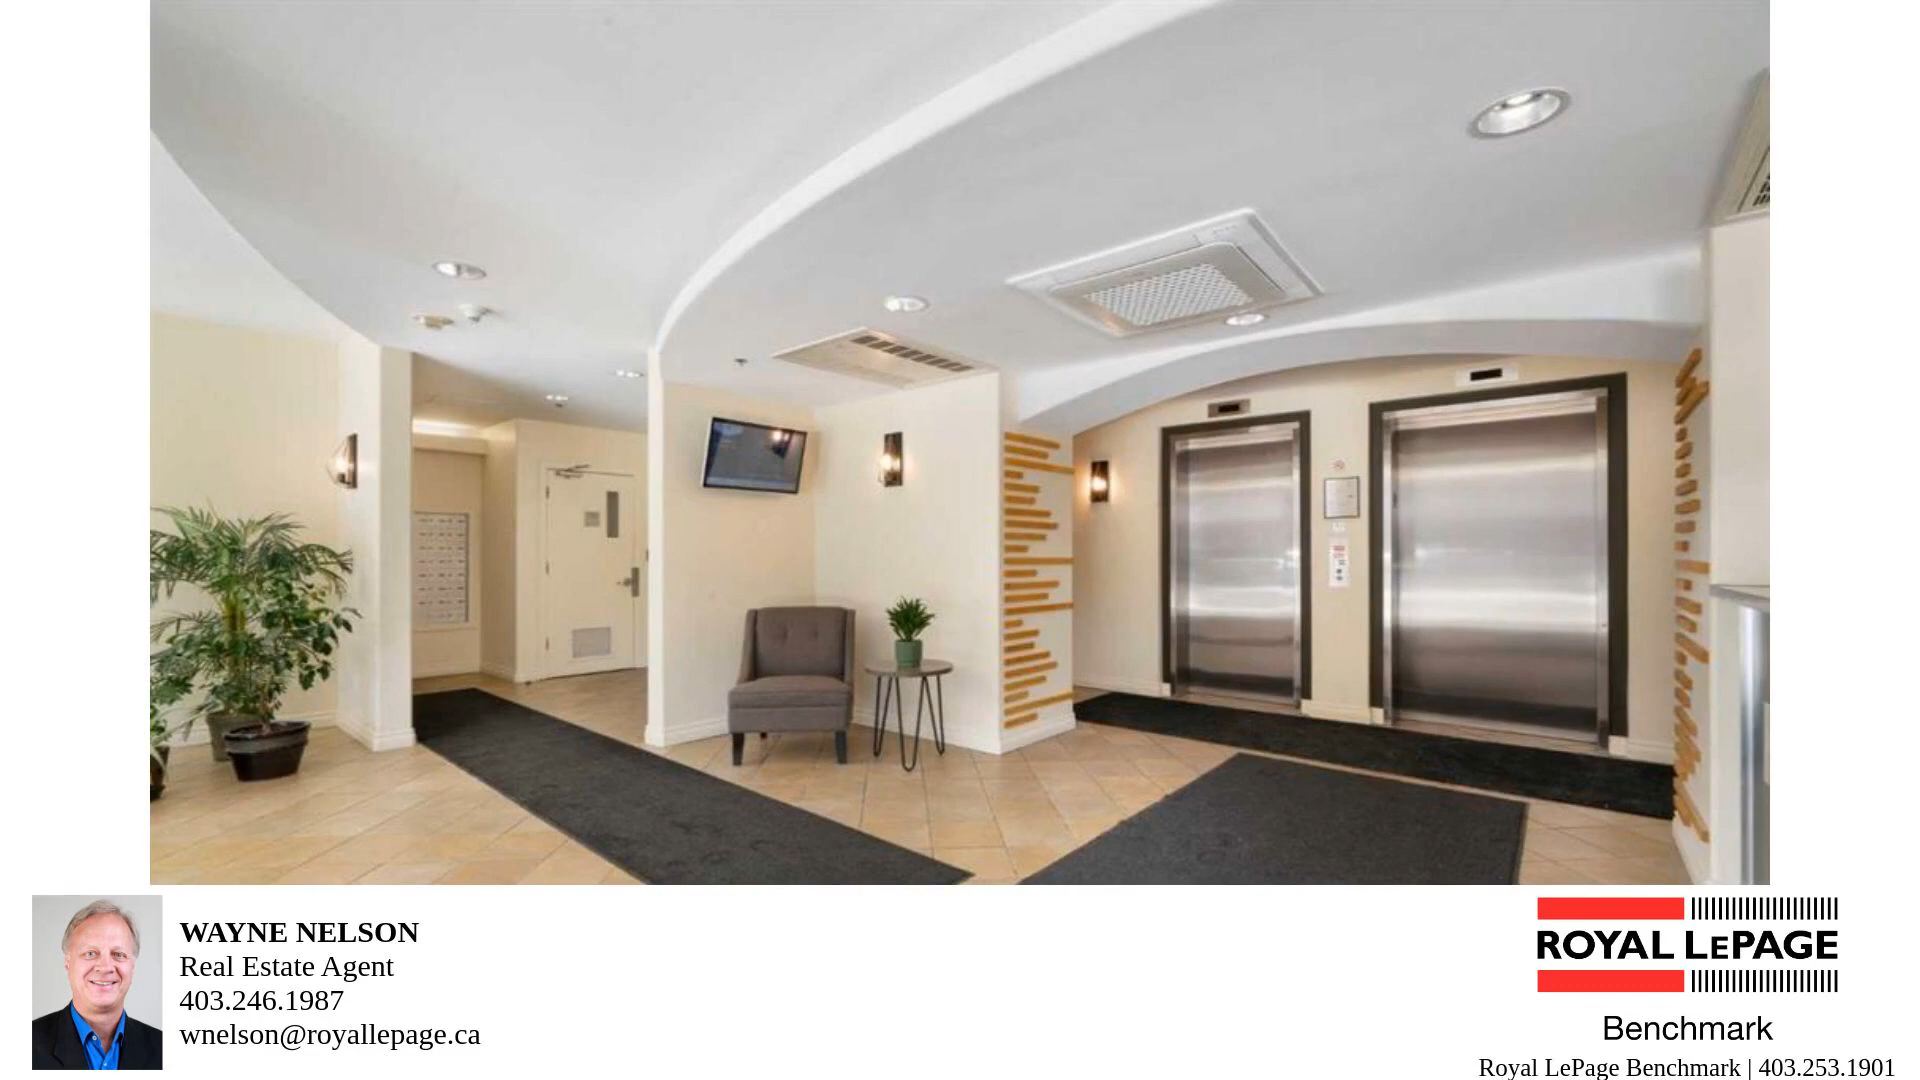 WAYNE NELSON
Real Estate Agent
403.246.1987
wnelson@royallepage.ca
ROYAL LEPAGE
Benchmark
Royal LePage Benchmark | 403.253.1901